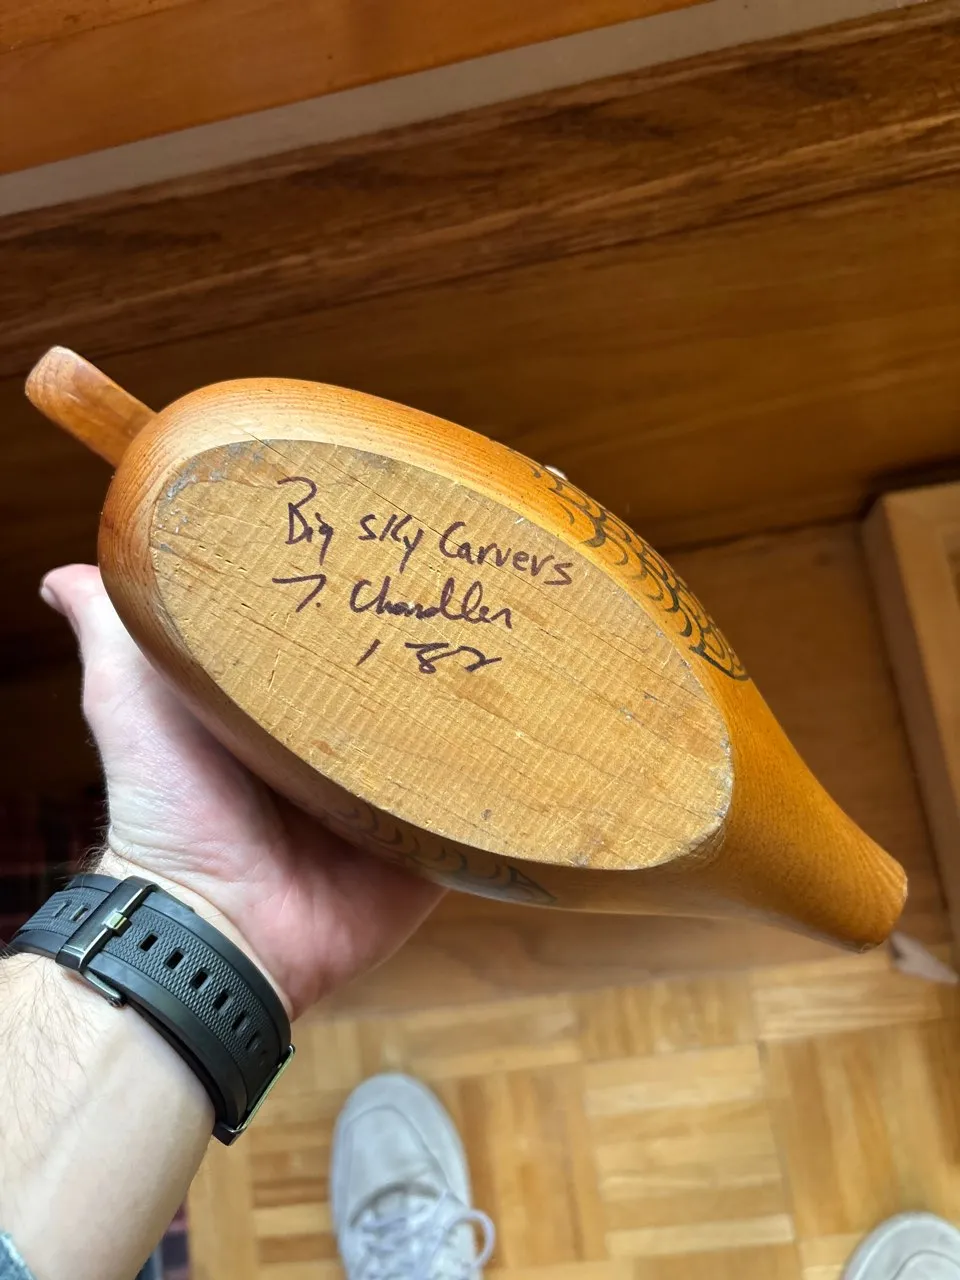 Big Sky Carvers
T. Chandler
1 82